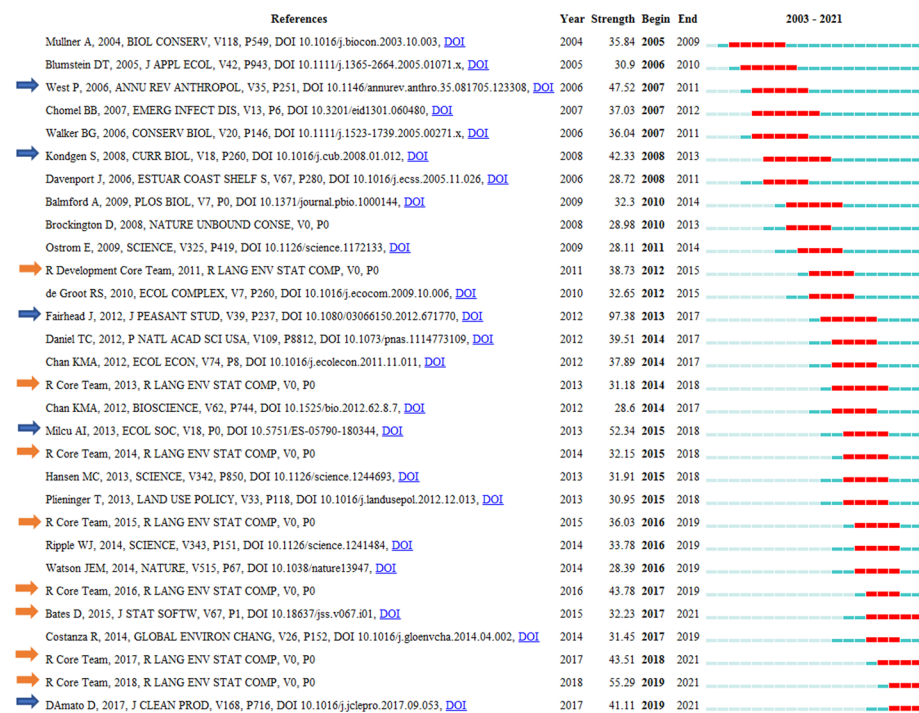 References Year Strength Begin End 2003 - 2021
Mullner A, 2004, BIOL CONSERV, V118, P549, DOI 10.1016/j.biocon.2003.10.003, DOI 2004 35.84 2005 2009
Blumstein DT, 2005, J APPL ECOL, V42, P943, DOI 10.1111/j.1365-2664.2005.01071.x, DOI 2005 30.9 2006 2010
West P, 2006, ANNU REV ANTHROPOL, V35, P251, DOI 10.1146/annurev.anthro.35.081705.123308, DOI 2006 47.52 2007 2011
Chomel BB, 2007, EMERG INFECT DIS, V13, P6, DOI 10.3201/eid1301.060480, DOI 2007 37.03 2007 2012
Walker BG, 2006, CONSERV BIOL, V20, P146, DOI 10.1111/j.1523-1739.2005.00271.x, DOI 2006 36.04 2007 2011
Kondgen S, 2008, CURR BIOL, V18, P260, DOI 10.1016/j.cub.2008.01.012, DOI 2008 42.33 2008 2013
Davenport J, 2006, ESTUAR COAST SHELF S, V67, P280, DOI 10.1016/j.ecss.2005.11.026, DOI 2006 28.72 2008 2011
Balmford A, 2009, PLOS BIOL, V7, P0, DOI 10.1371/journal.pbio.1000144, DOI 2009 32.3 2010 2014
Brockington D, 2008, NATURE UNBOUND CONSE, V0, P0 2008 28.98 2010 2013
Ostrom E, 2009, SCIENCE, V325, P419, DOI 10.1126/science.1172133, DOI 2009 28.11 2011 2014
R Development Core Team, 2011, R LANG ENV STAT COMP, V0, P0 2011 38.73 2012 2015
de Groot RS, 2010, ECOL COMPLEX, V7, P260, DOI 10.1016/j.ecocom.2009.10.006, DOI 2010 32.65 2012 2015
Fairhead J, 2012, J PEASANT STUD, V39, P237, DOI 10.1080/03066150.2012.671770, DOI 2012 97.38 2013 2017
Daniel TC, 2012, P NATL ACAD SCI USA, V109, P8812, DOI 10.1073/pnas.1114773109, DOI 2012 39.51 2014 2017
Chan KMA, 2012, ECOL ECON, V74, P8, DOI 10.1016/j.ecolecon.2011.11.011, DOI 2012 37.89 2014 2017
R Core Team, 2013, R LANG ENV STAT COMP, V0, P0 2013 31.18 2014 2018
Chan KMA, 2012, BIOSCIENCE, V62, P744, DOI 10.1525/bio.2012.62.8.7, DOI 2012 28.6 2014 2017
Milcu AI, 2013, ECOL SOC, V18, P0, DOI 10.5751/ES-05790-180344, DOI 2013 52.34 2015 2018
R Core Team, 2014, R LANG ENV STAT COMP, V0, P0 2014 32.15 2015 2018
Hansen MC, 2013, SCIENCE, V342, P850, DOI 10.1126/science.1244693, DOI 2013 31.91 2015 2018
Plieninger T, 2013, LAND USE POLICY, V33, P118, DOI 10.1016/j.landusepol.2012.12.013, DOI 2013 30.95 2015 2018
R Core Team, 2015, R LANG ENV STAT COMP, V0, P0 2015 36.03 2016 2019
Ripple WJ, 2014, SCIENCE, V343, P151, DOI 10.1126/science.1241484, DOI 2014 33.78 2016 2019
Watson JEM, 2014, NATURE, V515, P67, DOI 10.1038/nature13947, DOI 2014 28.39 2016 2019
R Core Team, 2016, R LANG ENV STAT COMP, V0, P0 2016 43.78 2017 2019
Bates D, 2015, J STAT SOFTW, V67, P1, DOI 10.18637/jss.v067.i01, DOI 2015 32.23 2017 2021
Costanza R, 2014, GLOBAL ENVIRON CHANG, V26, P152, DOI 10.1016/j.gloenvcha.2014.04.002, DOI 2014 31.45 2017 2019
R Core Team, 2017, R LANG ENV STAT COMP, V0, P0 2017 43.51 2018 2021
R Core Team, 2018, R LANG ENV STAT COMP, V0, P0 2018 55.29 2019 2021
DAmato D, 2017, J CLEAN PROD, V168, P716, DOI 10.1016/j.jclepro.2017.09.053, DOI 2017 41.11 2019 2021